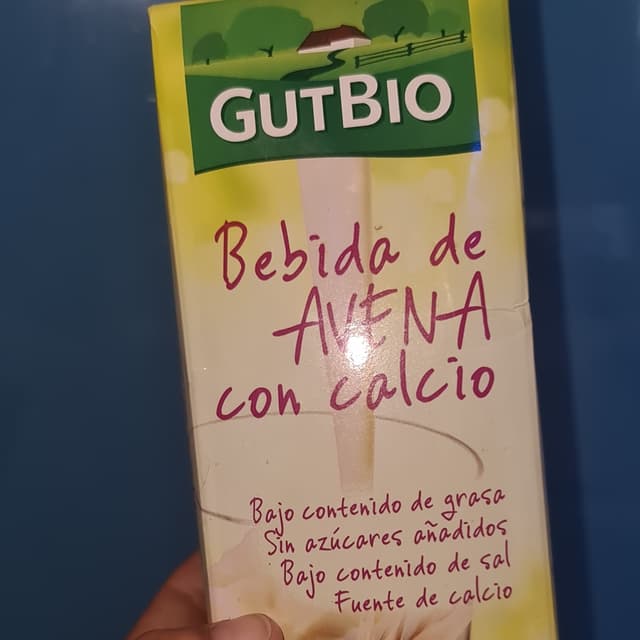 GUTBIO
Bebida de
AVENA
con calcio
Bajo contenido de grasa
Sin azúcares añadidos
Bajo contenido de sal
Fuente de calcio